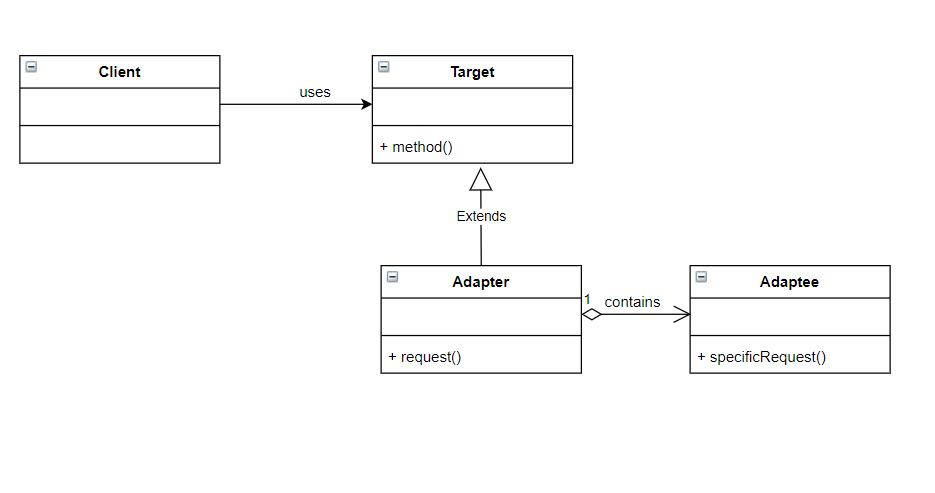 Client
Target
uses
+ method()
Extends
Adapter
Adaptee
1
contains
+ request()
+ specificRequest()